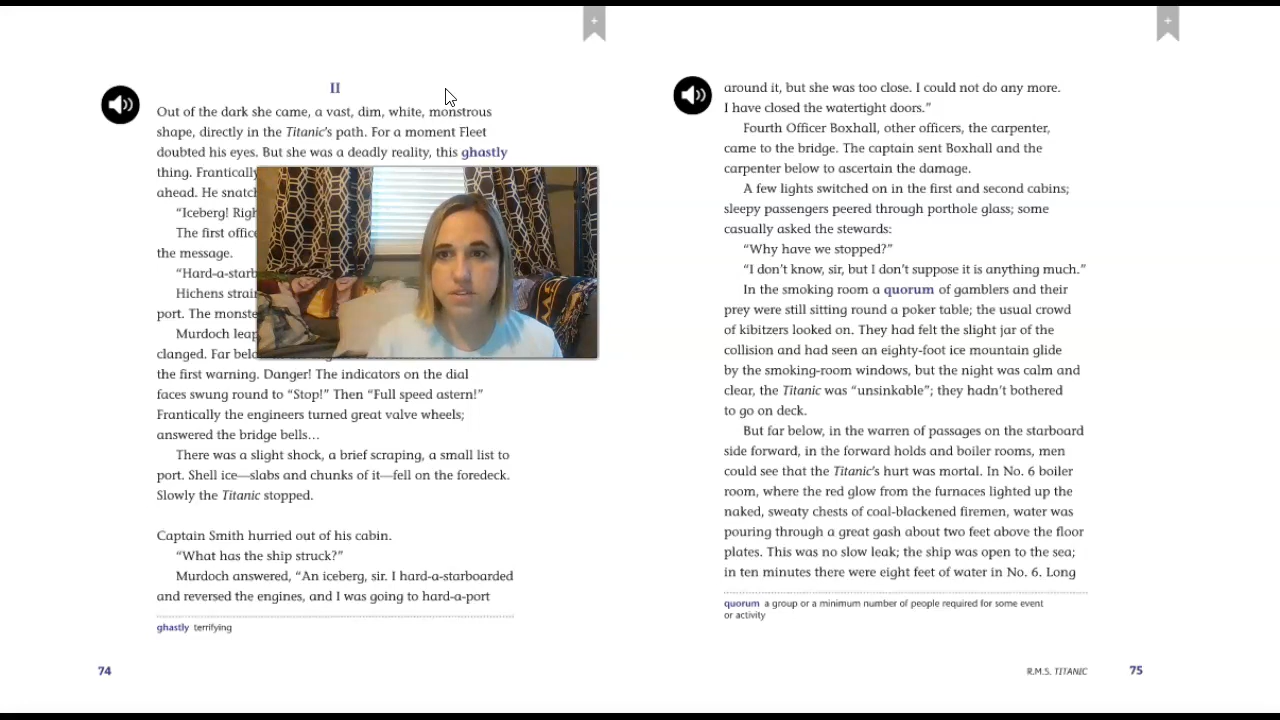 II
Out of the dark she came, a vast, dim, white, monstrous
shape, directly in the Titanic's path. For a moment Fleet
doubted his eyes. But she was a deadly reality, this ghastly
thing. Frantically
ahead. He snatch
“Iceberg! Righ
The first office
the message.
“Hard-a-starb
Hichens strai
port. The monste
Murdoch leap
clanged. Far belo
the first warning. Danger! The indicators on the dial
faces swung round to “Stop!” Then “Full speed astern!”
Frantically the engineers turned great valve wheels;
answered the bridge bells…
There was a slight shock, a brief scraping, a small list to
port. Shell ice—slabs and chunks of it—fell on the foredeck.
Slowly the Titanic stopped.
Captain Smith hurried out of his cabin.
“What has the ship struck?”
Murdoch answered, “An iceberg, sir. I hard-a-starboarded
and reversed the engines, and I was going to hard-a-port
ghastly terrifying
74
around it, but she was too close. I could not do any more.
I have closed the watertight doors.”
Fourth Officer Boxhall, other officers, the carpenter,
came to the bridge. The captain sent Boxhall and the
carpenter below to ascertain the damage.
A few lights switched on in the first and second cabins;
sleepy passengers peered through porthole glass; some
casually asked the stewards:
“Why have we stopped?”
“I don't know, sir, but I don't suppose it is anything much.”
In the smoking room a quorum of gamblers and their
prey were still sitting round a poker table; the usual crowd
of kibitzers looked on. They had felt the slight jar of the
collision and had seen an eighty-foot ice mountain glide
by the smoking-room windows, but the night was calm and
clear, the Titanic was “unsinkable”; they hadn't bothered
to go on deck.
But far below, in the warren of passages on the starboard
side forward, in the forward holds and boiler rooms, men
could see that the Titanic's hurt was mortal. In No. 6 boiler
room, where the red glow from the furnaces lighted up the
naked, sweaty chests of coal-blackened firemen, water was
pouring through a great gash about two feet above the floor
plates. This was no slow leak; the ship was open to the sea;
in ten minutes there were eight feet of water in No. 6. Long
quorum a group or a minimum number of people required for some event
or activity
R.M.S. TITANIC 75